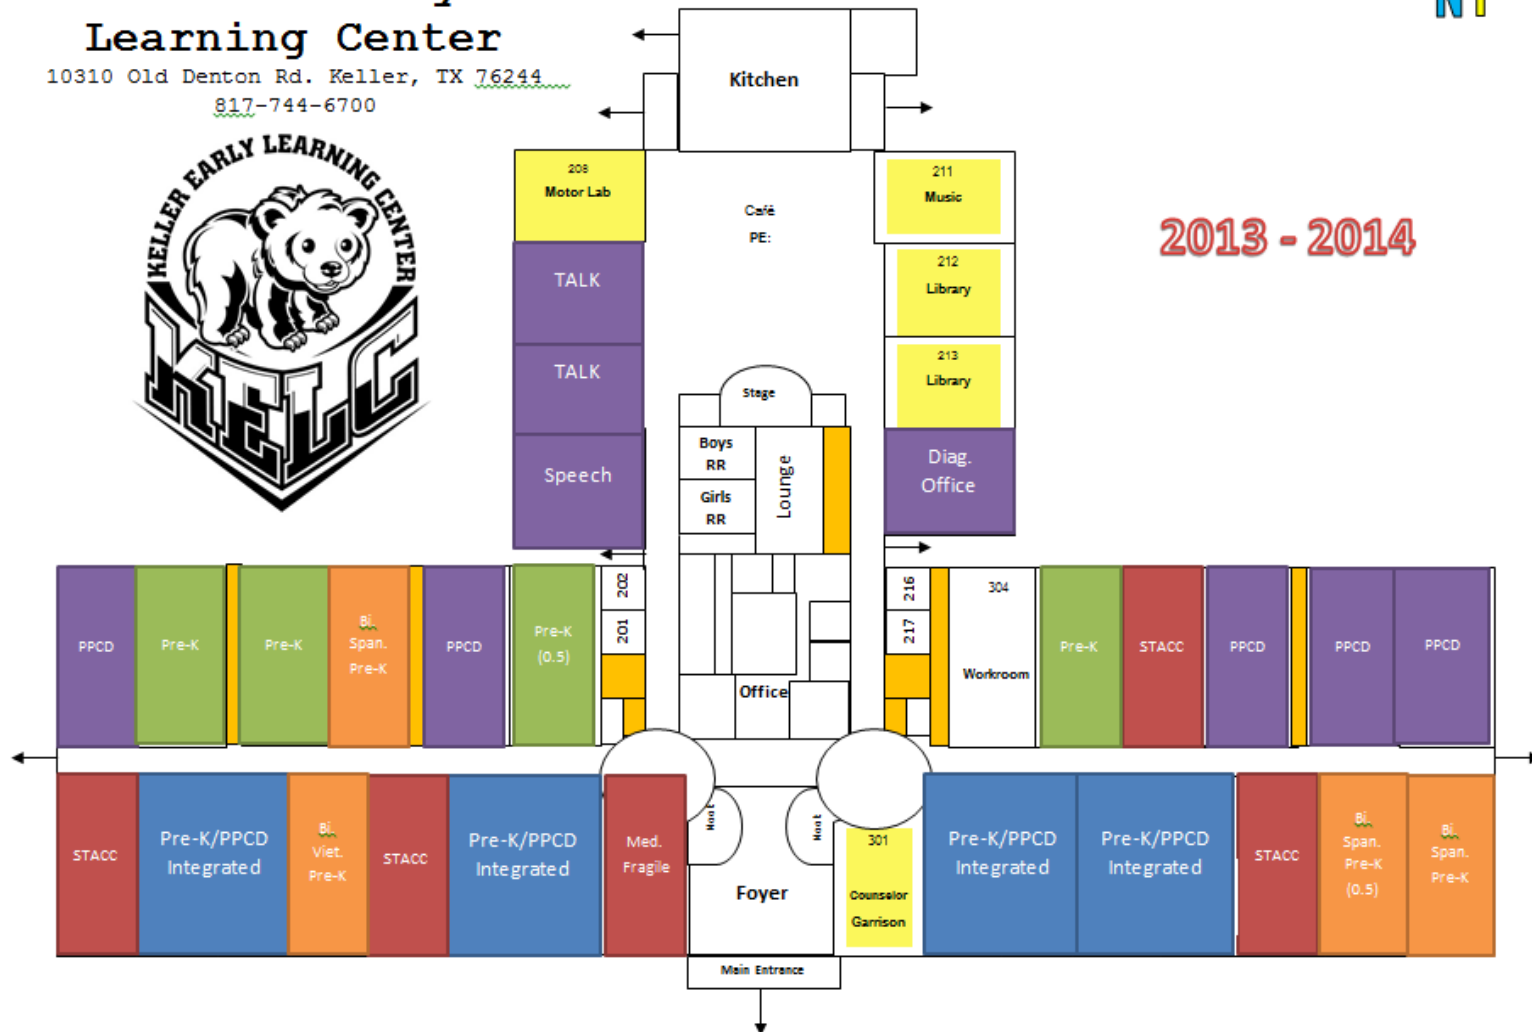 Learning Center
10310 Old Denton Rd. Keller, TX 76244
817-744-6700
KELLER EARLY LEARNING CENTER
KELC
2013 - 2014
Kitchen
208
Motor Lab
Café
PE:
211
Music
TALK
212
Library
TALK
213
Library
Stage
Boys
RR
Girls
RR
Lounge
Speech
Diag.
Office
PPCD
Pre-K
Pre-K
Bi.
Span.
Pre-K
PPCD
Pre-K
(0.5)
202
201
Office
216
217
304
Workroom
Pre-K
STACC
PPCD
PPCD
PPCD
STACC
Pre-K/PPCD
Integrated
Bi.
Viet.
Pre-K
STACC
Pre-K/PPCD
Integrated
Med.
Fragile
Foyer
301
Counselor
Garrison
Pre-K/PPCD
Integrated
Pre-K/PPCD
Integrated
STACC
Bi.
Span.
Pre-K
(0.5)
Bi.
Span.
Pre-K
Main Entrance